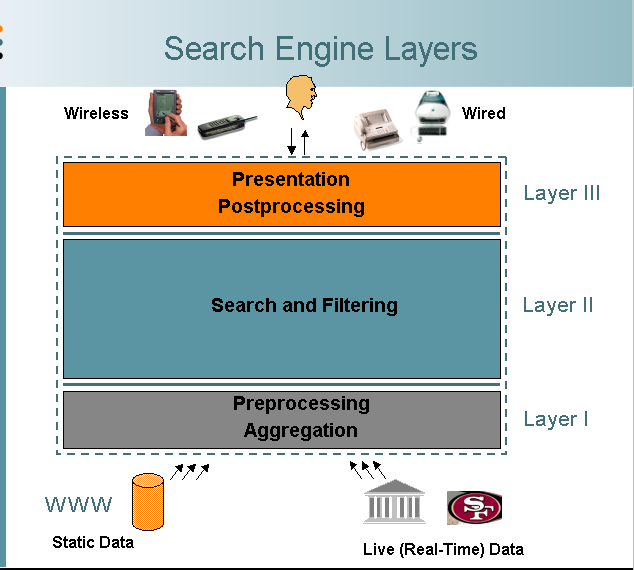 Search Engine Layers
Wireless
Wired
Presentation
Postprocessing
Layer III
Search and Filtering
Layer II
Preprocessing
Aggregation
Layer I
WWW
SF
Static Data
Live (Real-Time) Data